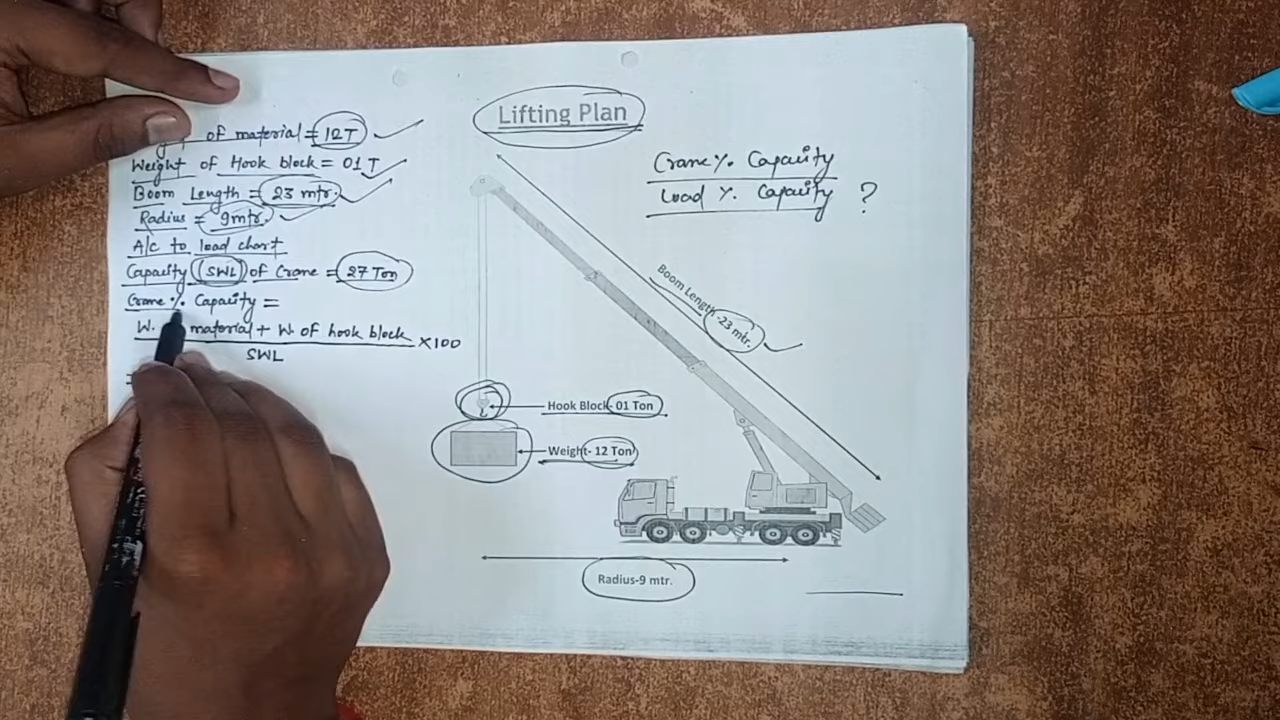 Lifting Plan
of material = 12T
Weight of Hook block = 01 T
Boom Length = 23 mtr.
Radius = 9mtr.
A/c to load chart
Capacity (SWL) of Crane = 27 Ton
Crane % Capacity =
W. material + W of hook block ×100
SWL
=
Crane % Capacity
Load % Capacity ?
Boom Length -23 mtr.
Hook Block- 01 Ton
Weight- 12 Ton
Radius-9 mtr.